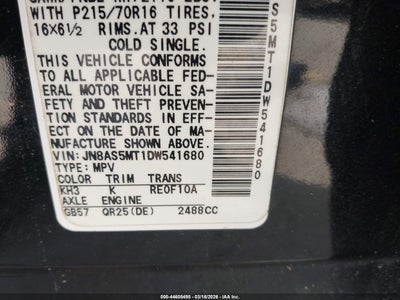 WITH P215/70R16 TIRES,
16X6½ RIMS.AT 33 PSI
COLD SINGLE.
THIS VEHICLE CONFORMS
TO ALL APPLICABLE FED-
ERAL MOTOR VEHICLE SA-
FETY AND THEFT PREVEN-
TION STANDARDS IN EFF-
ECT ON THE DATE OF MA-
NUFACTURE SHOWN ABOVE.
VIN:JN8AS5MT1DW541680
TYPE:MPV
COLOR TRIM TRANS
KH3 K RE0F10A
AXLE ENGINE
GB57 QR25(DE) 2488CC
S5MT1DW541680
000-44605495 03/18/2026 © IAA, Inc.